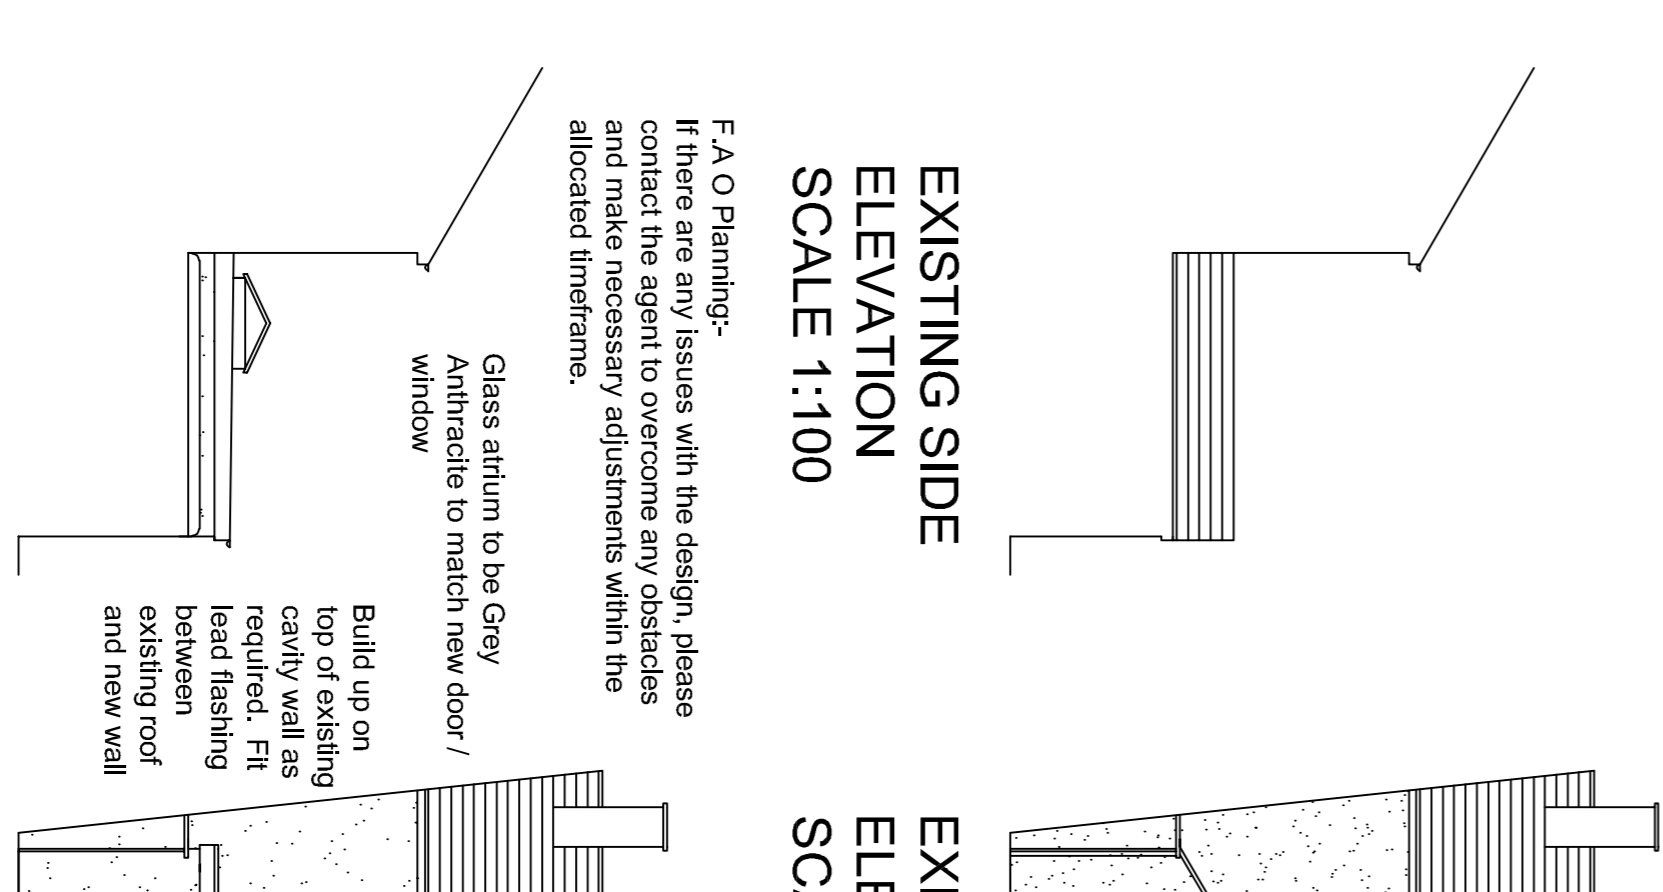 EXISTING SIDE
ELEVATION
SCALE 1:100
F.A O Planning:-
If there are any issues with the design, please
contact the agent to overcome any obstacles
and make necessary adjustments within the
allocated timeframe.
Glass atrium to be Grey
Anthracite to match new door /
window
Build up on
top of existing
cavity wall as
required.  Fit
lead flashing
between
existing roof
and new wall
EXI
ELE
SCA